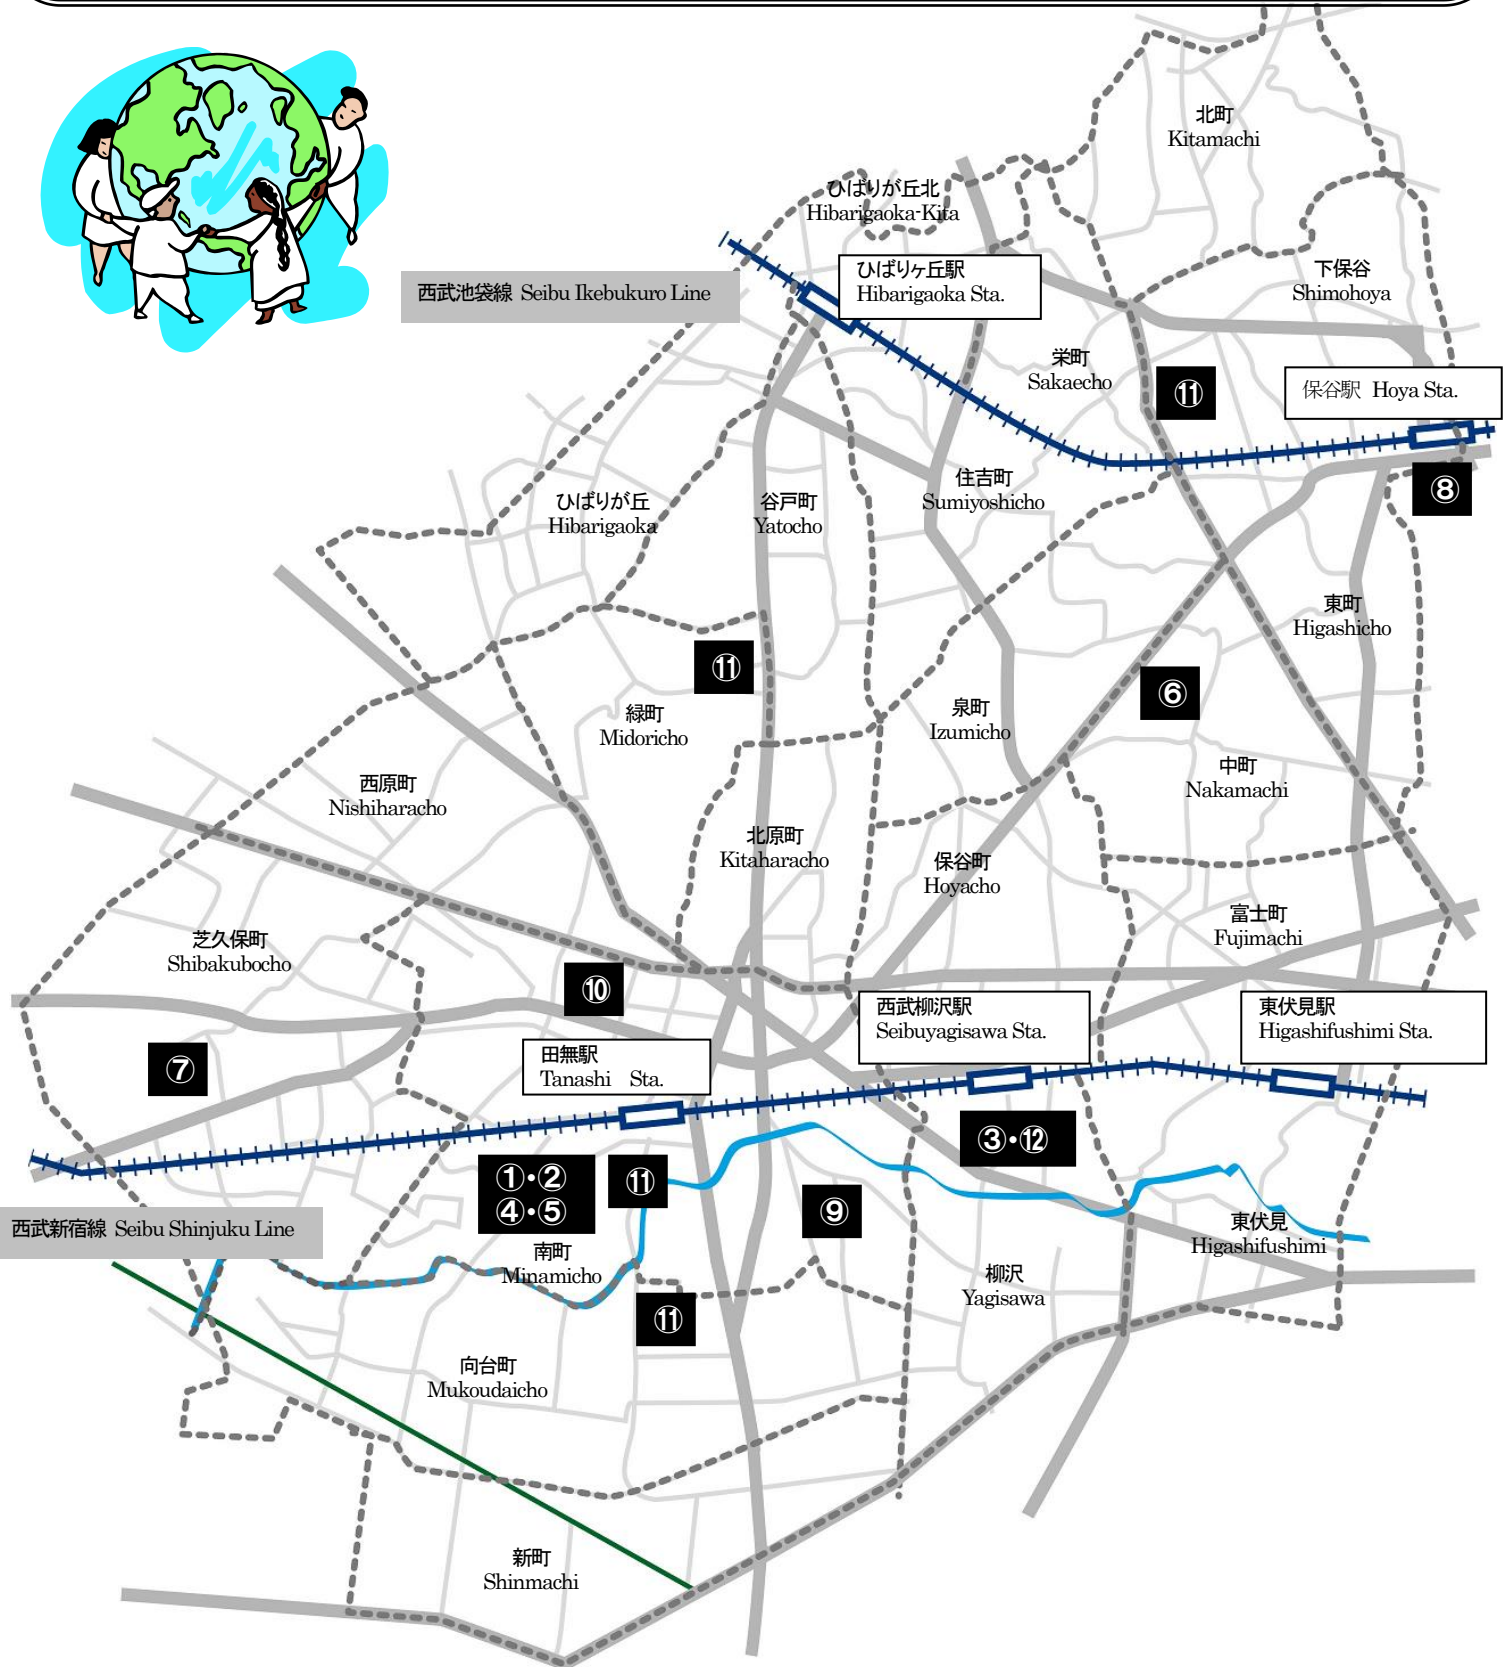 北町
Kitamachi
ひばりが丘北
Hibarigaoka-Kita
ひばりヶ丘駅
Hibarigaoka Sta.
下保谷
Shimohoya
西武池袋線 Seibu Ikebukuro Line
栄町
Sakaecho
⑪
保谷駅 Hoya Sta.
ひばりが丘
Hibarigaoka
谷戸町
Yatocho
住吉町
Sumiyoshicho
⑧
東町
Higashicho
⑪
⑥
緑町
Midoricho
泉町
Izumicho
西原町
Nishiharacho
中町
Nakamachi
北原町
Kitaharacho
保谷町
Hoyacho
芝久保町
Shibakubocho
富士町
Fujimachi
⑩
西武柳沢駅
Seibuyagisawa Sta.
東伏見駅
Higashifushimi Sta.
⑦
田無駅
Tanashi Sta.
③・⑫
①・②
④・⑤
⑪
⑨
西武新宿線 Seibu Shinjuku Line
南町
Minamicho
東伏見
Higashifushimi
柳沢
Yagisawa
⑪
向台町
Mukoudaicho
新町
Shinmachi